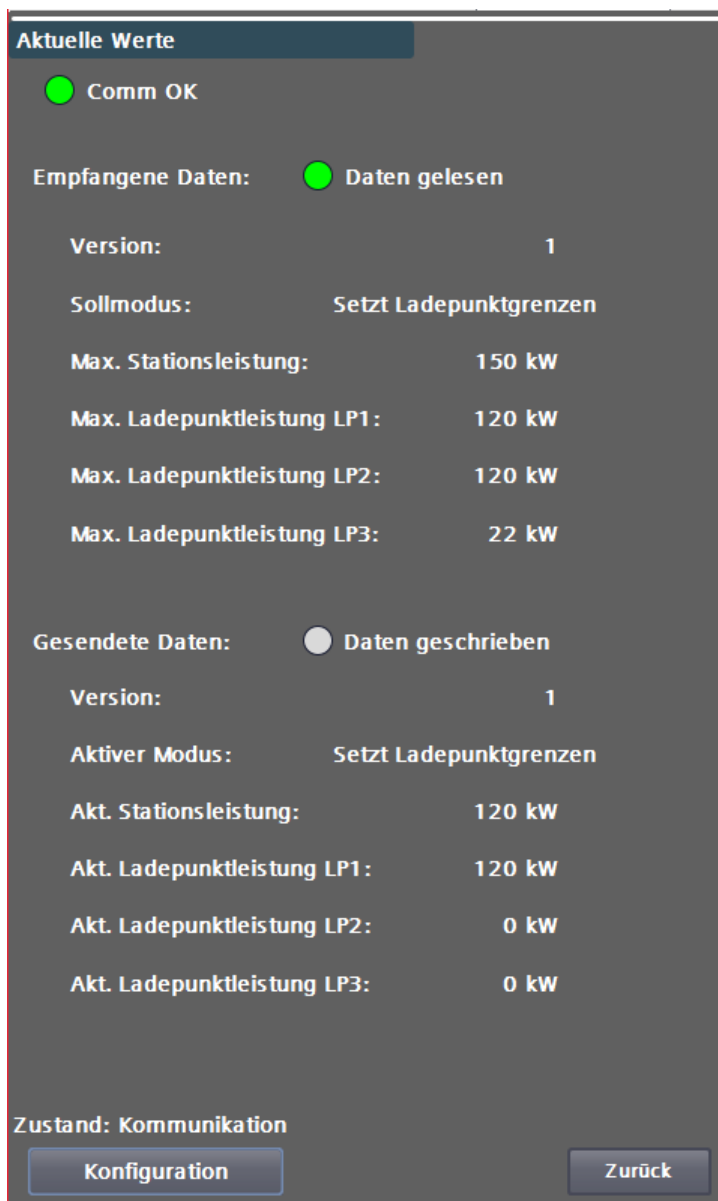 Aktuelle Werte
Comm OK
Empfangene Daten: Daten gelesen
Version: 1
Sollmodus: Setzt Ladepunktgrenzen
Max. Stationsleistung: 150 kW
Max. Ladepunktleistung LP1: 120 kW
Max. Ladepunktleistung LP2: 120 kW
Max. Ladepunktleistung LP3: 22 kW
Gesendete Daten: Daten geschrieben
Version: 1
Aktiver Modus: Setzt Ladepunktgrenzen
Akt. Stationsleistung: 120 kW
Akt. Ladepunktleistung LP1: 120 kW
Akt. Ladepunktleistung LP2: 0 kW
Akt. Ladepunktleistung LP3: 0 kW
Zustand: Kommunikation
Konfiguration Zurück